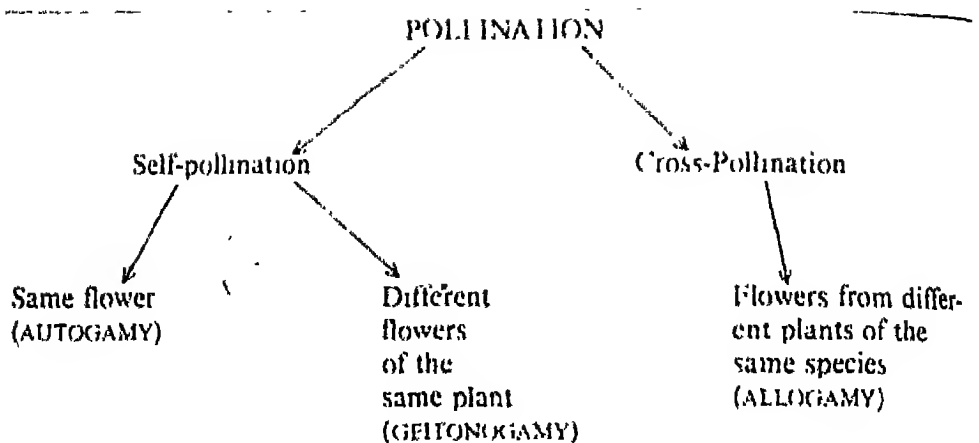 POLLINATION
Self-pollination
Cross-Pollination
Same flower
(AUTOGAMY)
Different
flowers
of the
same plant
(GEITONOGAMY)
Flowers from differ-
ent plants of the
same species
(ALLOGAMY)